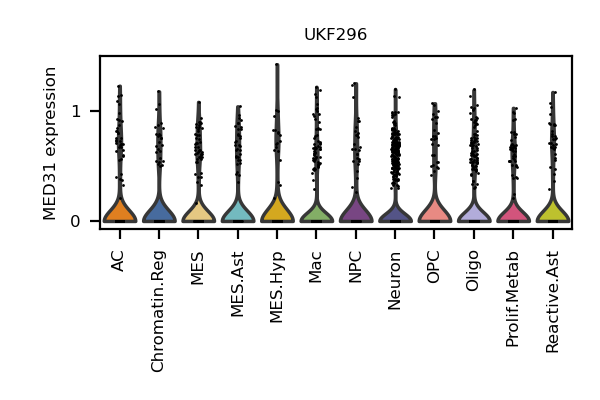 UKF296
MED31 expression
1
0
AC
Chromatin.Reg
MES
MES.Ast
MES.Hyp
Mac
NPC
Neuron
OPC
Oligo
Prolif.Metab
Reactive.Ast